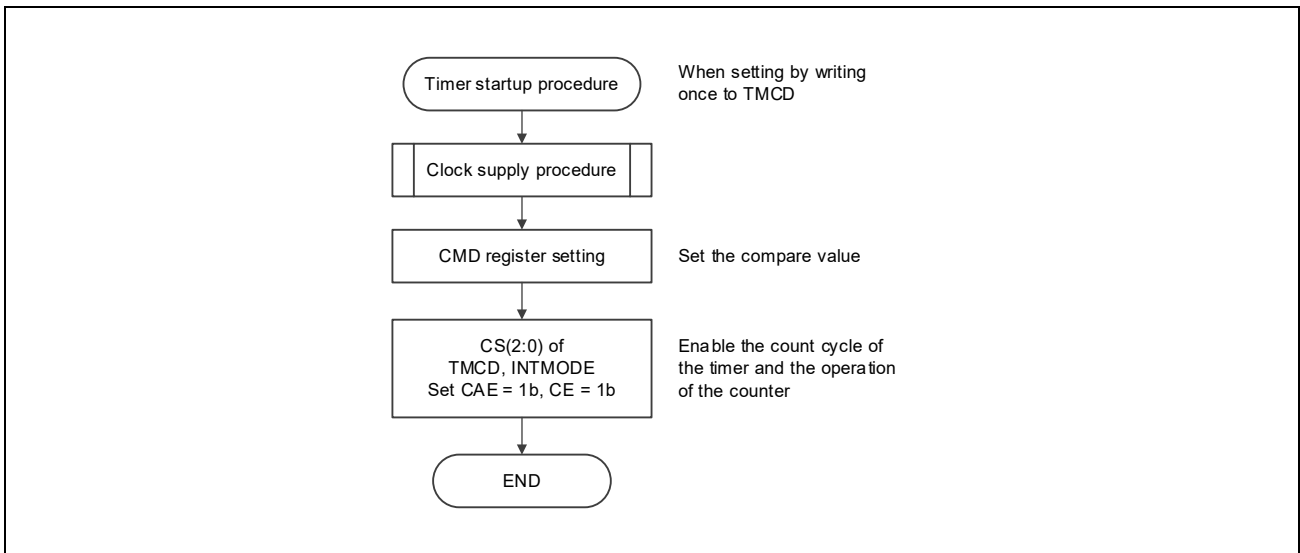 Timer startup procedure
When setting by writing
once to TMCD
Clock supply procedure
CMD register setting
Set the compare value
CS(2:0) of
TMCD, INTMODE
Set CAE = 1b, CE = 1b
Enable the count cycle of
the timer and the operation
of the counter
END